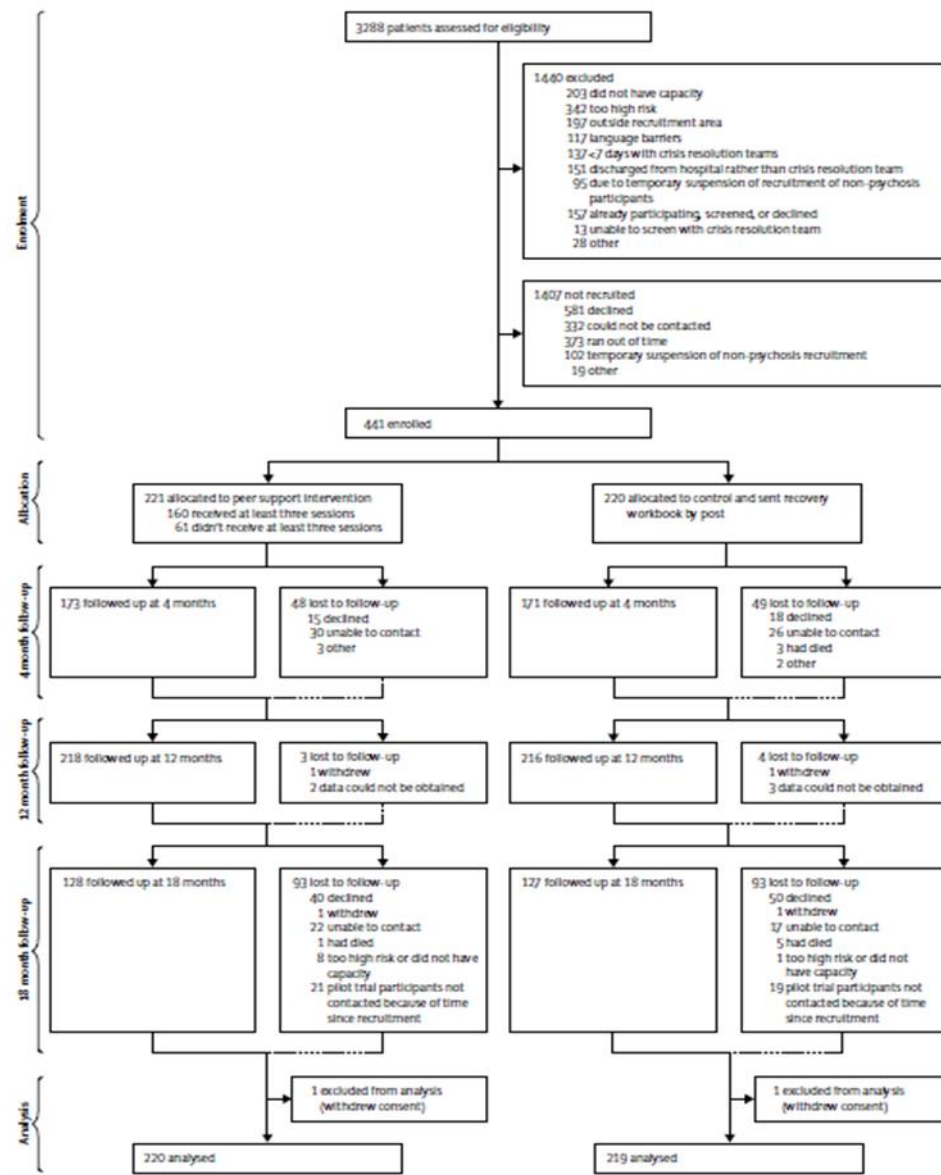 3288 patients assessed for eligibility
1440 excluded
203 did not have capacity
342 too high risk
197 outside recruitment area
117 language barriers
137 <7 days with crisis resolution teams
151 discharged from hospital rather than crisis resolution team
95 due to temporary suspension of recruitment of non-psychosis
participants
157 already participating, screened, or declined
13 unable to screen with crisis resolution team
28 other
Enrolment
1407 not recruited
581 declined
332 could not be contacted
373 ran out of time
102 temporary suspension of non-psychosis recruitment
19 other
441 enrolled
Allocation
221 allocated to peer support intervention
160 received at least three sessions
61 didn't receive at least three sessions
220 allocated to control and sent recovery
workbook by post
4 month follow-up
173 followed up at 4 months
48 lost to follow-up
15 declined
30 unable to contact
3 other
171 followed up at 4 months
49 lost to follow-up
18 declined
26 unable to contact
3 had died
2 other
12 month follow-up
218 followed up at 12 months
3 lost to follow-up
1 withdrew
2 data could not be obtained
216 followed up at 12 months
4 lost to follow-up
1 withdrew
3 data could not be obtained
18 month follow-up
128 followed up at 18 months
93 lost to follow-up
40 declined
1 withdrew
22 unable to contact
1 had died
8 too high risk or did not have
capacity
21 pilot trial participants not
contacted because of time
since recruitment
127 followed up at 18 months
93 lost to follow-up
50 declined
1 withdrew
17 unable to contact
5 had died
1 too high risk or did not
have capacity
19 pilot trial participants not
contacted because of time
since recruitment
Analysis
1 excluded from analysis
(withdrew consent)
1 excluded from analysis
(withdrew consent)
220 analysed
219 analysed